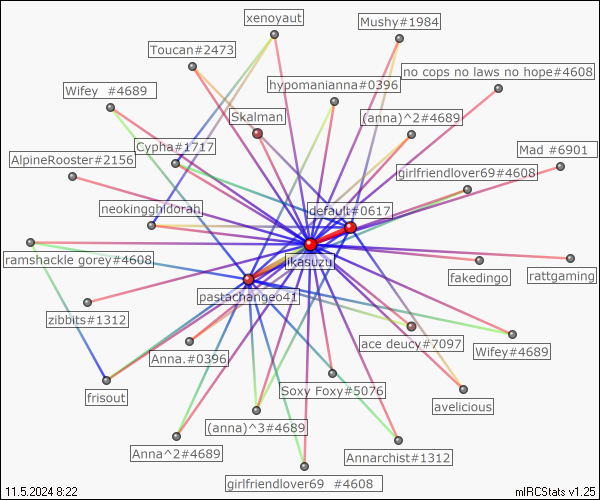 xenoyaut
Mushy#1984
Toucan#2473
no cops no laws no hope#4608
hypomanianna#0396
Wifey  #4689
Skalman
(anna)^2#4689
Cypha#1717
Mad #6901
AlpineRooster#2156
girlfriendlover69#4608
neokingghidorah
default#0617
ramshackle gorey#4608
ikasuzu
fakedingo
rattgaming
pastachangeo41
zibbits#1312
ace deucy#7097
Wifey#4689
Anna.#0396
Soxy Foxy#5076
frisout
avelicious
(anna)^3#4689
Anna^2#4689
Annarchist#1312
girlfriendlover69  #4608
11.5.2024 8:22
mIRCStats v1.25